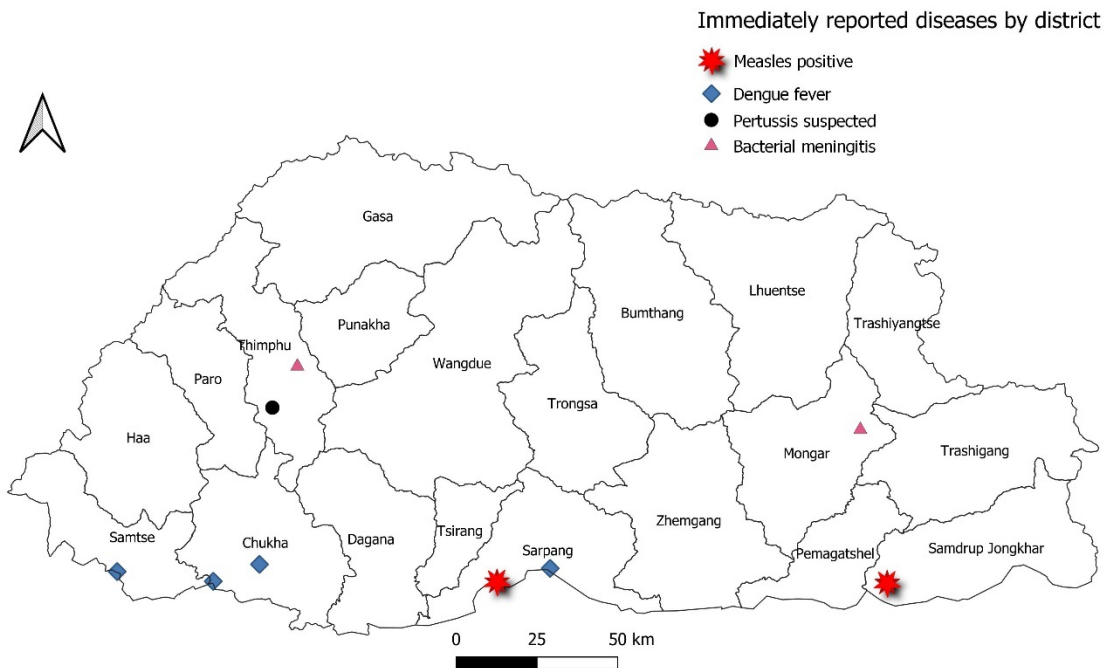 Immediately reported diseases by district
Measles positive
Dengue fever
Pertussis suspected
Bacterial meningitis
Gasa
Lhuentse
Bumthang
Punakha
Trashiyangtse
Thimphu
Wangdue
Paro
Trongsa
Haa
Mongar
Trashigang
Zhemgang
Tsirang
Samtse
Chukha
Dagana
Sarpang
Pemagatshel
Samdrup Jongkhar
0 25 50 km